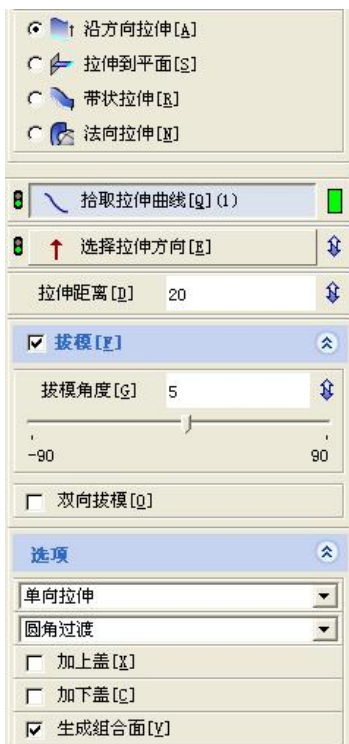 沿方向拉伸[A]
拉伸到平面[S]
带状拉伸[R]
法向拉伸[N]
拾取拉伸曲线[Q](1)
选择拉伸方向[E]
拉伸距离[D] 20
拔模[F]
拔模角度[G] 5
-90 90
双向拔模[O]
选项
单向拉伸
圆角过渡
加上盖[X]
加下盖[C]
生成组合面[Y]